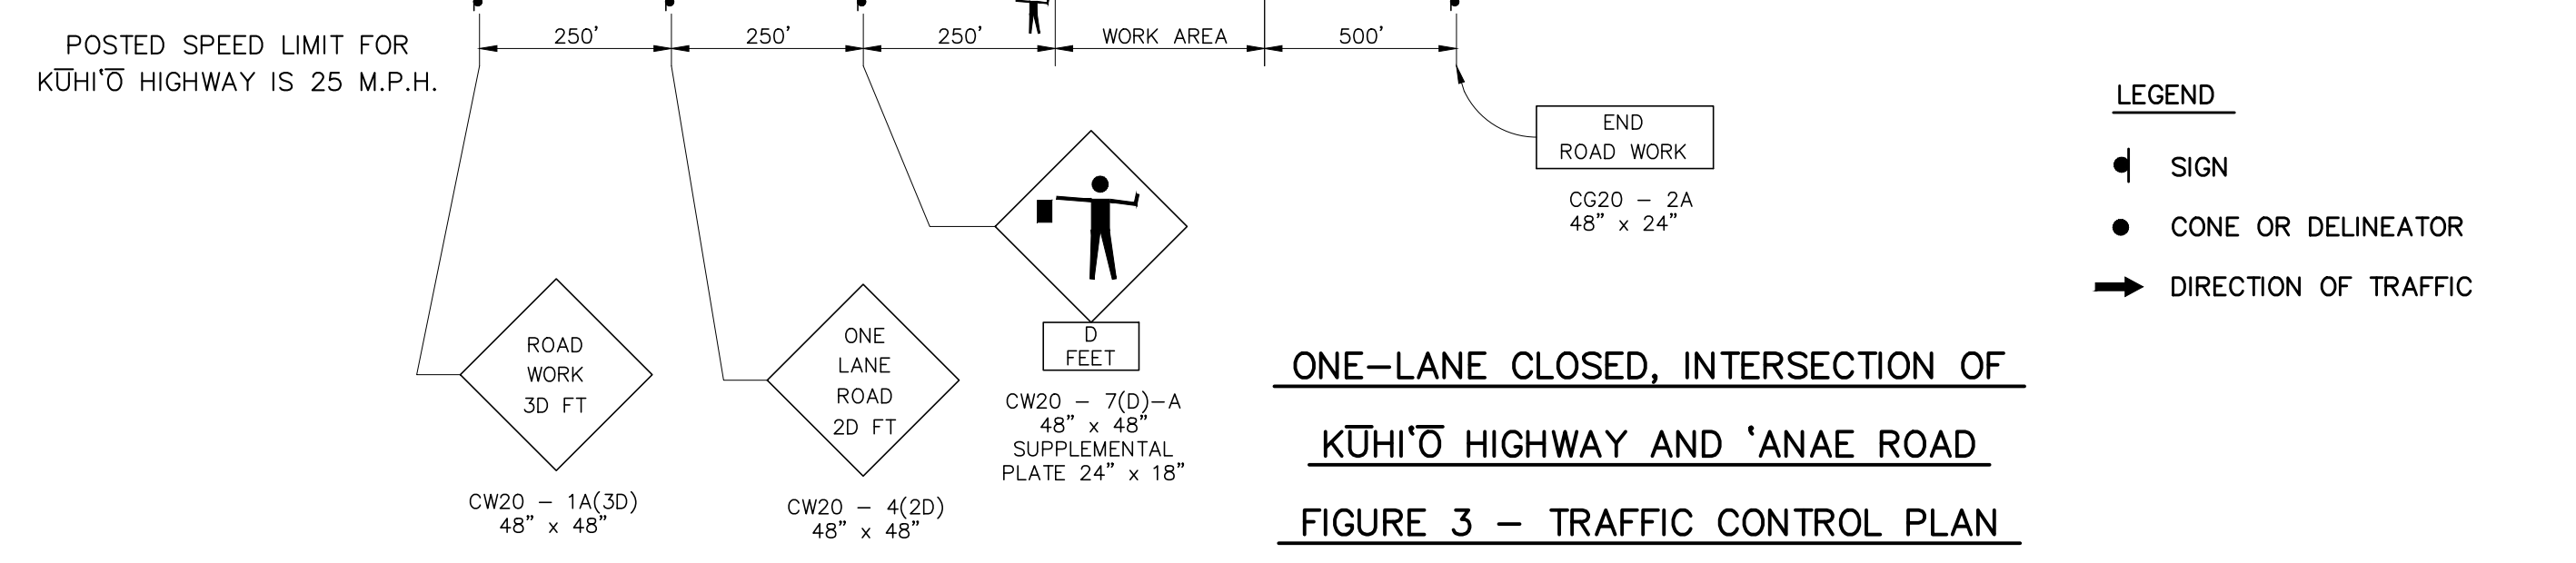 POSTED SPEED LIMIT FOR
KŪHIʻŌ HIGHWAY IS 25 M.P.H.
250'
250'
250'
WORK AREA
500'
END
ROAD WORK
CG20 – 2A
48" x 24"
ROAD
WORK
3D FT
CW20 – 1A(3D)
48" x 48"
ONE
LANE
ROAD
2D FT
CW20 – 4(2D)
48" x 48"
D
FEET
CW20 – 7(D)–A
48" x 48"
SUPPLEMENTAL
PLATE 24" x 18"
LEGEND
SIGN
CONE OR DELINEATOR
DIRECTION OF TRAFFIC
ONE–LANE CLOSED, INTERSECTION OF
KŪHIʻŌ HIGHWAY AND ʻANAE ROAD
FIGURE 3 – TRAFFIC CONTROL PLAN